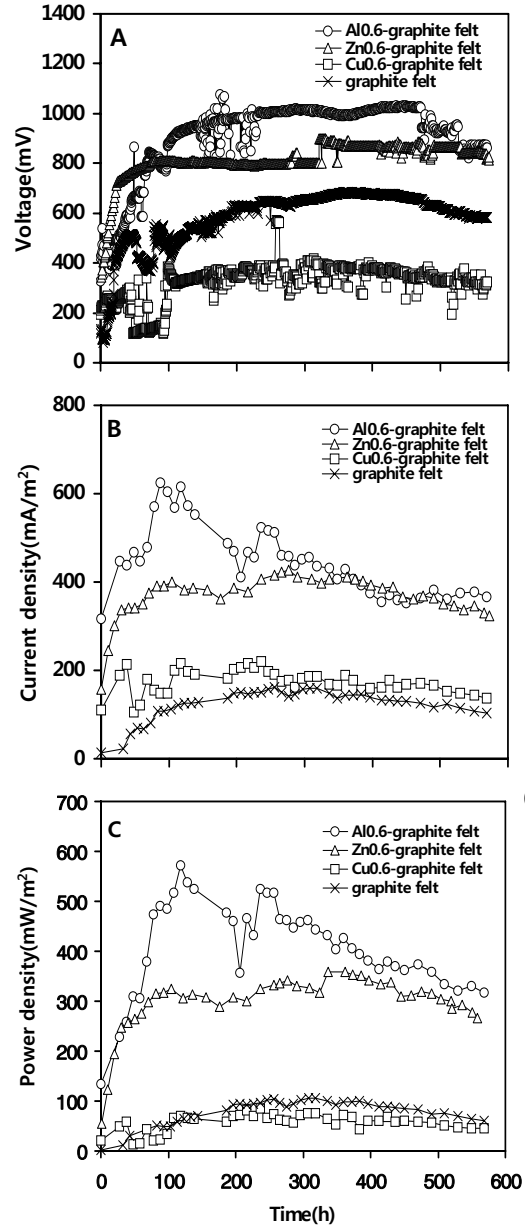 1400
A
Al0.6-graphite felt
Zn0.6-graphite felt
Cu0.6-graphite felt
graphite felt
1200
1000
800
600
400
200
0
Voltage(mV)
800
B
Al0.6-graphite felt
Zn0.6-graphite felt
Cu0.6-graphite felt
graphite felt
600
400
200
0
Current density(mA/m²)
700
C
Al0.6-graphite felt
Zn0.6-graphite felt
Cu0.6-graphite felt
graphite felt
600
500
400
300
200
100
0
Power density(mW/m²)
0 100 200 300 400 500 600
Time(h)